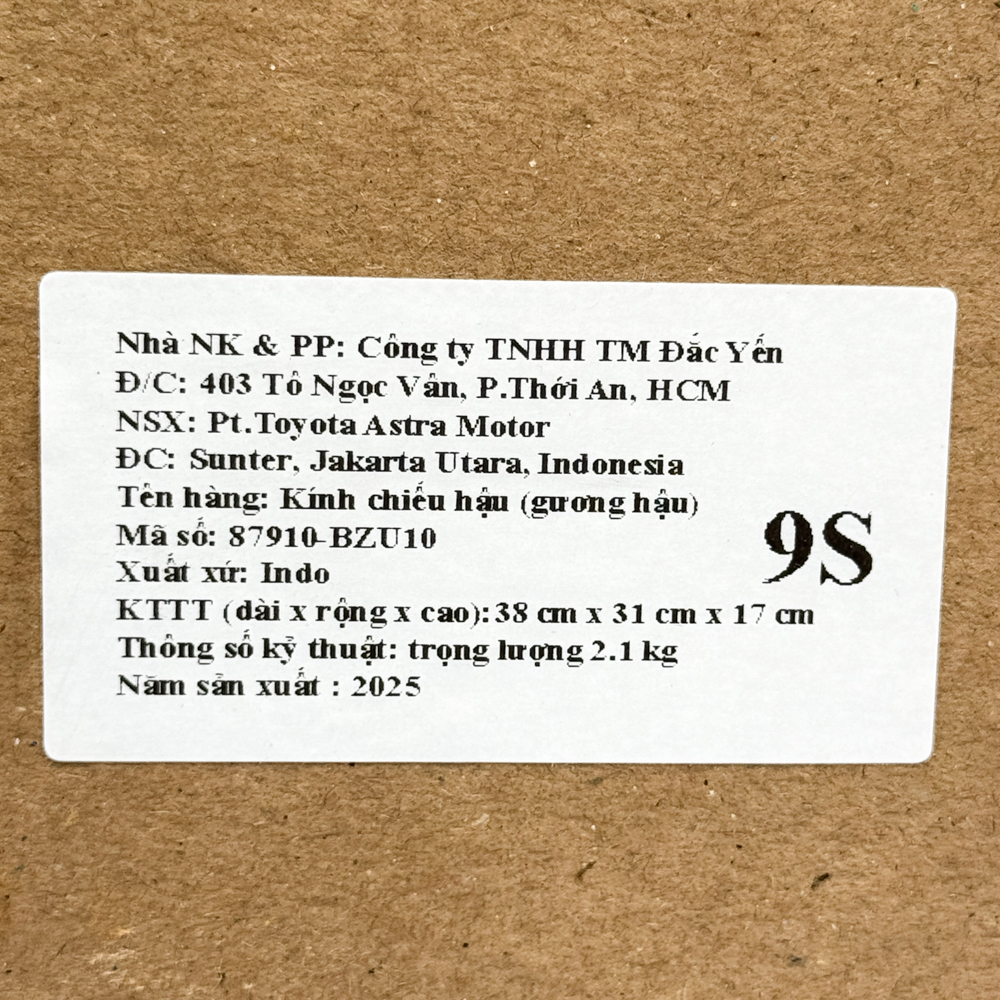 Nhà NK & PP: Công ty TNHH TM Đắc Yến
Đ/C: 403 Tô Ngọc Vân, P.Thới An, HCM
NSX: Pt.Toyota Astra Motor
ĐC: Sunter, Jakarta Utara, Indonesia
Tên hàng: Kính chiếu hậu (gương hậu)
Mã số: 87910-BZU10
9S
Xuất xứ: Indo
KTTT (dài x rộng x cao): 38 cm x 31 cm x 17 cm
Thông số kỷ thuật: trọng lượng 2.1 kg
Năm sản xuất : 2025